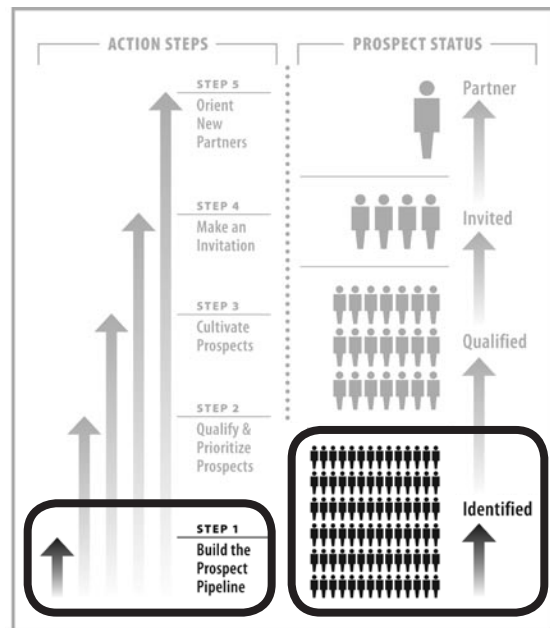 ACTION STEPS
PROSPECT STATUS
STEP 5
Orient
New
Partners
Partner
STEP 4
Make an
Invitation
Invited
STEP 3
Cultivate
Prospects
Qualified
STEP 2
Qualify &
Prioritize
Prospects
STEP 1
Build the
Prospect
Pipeline
Identified